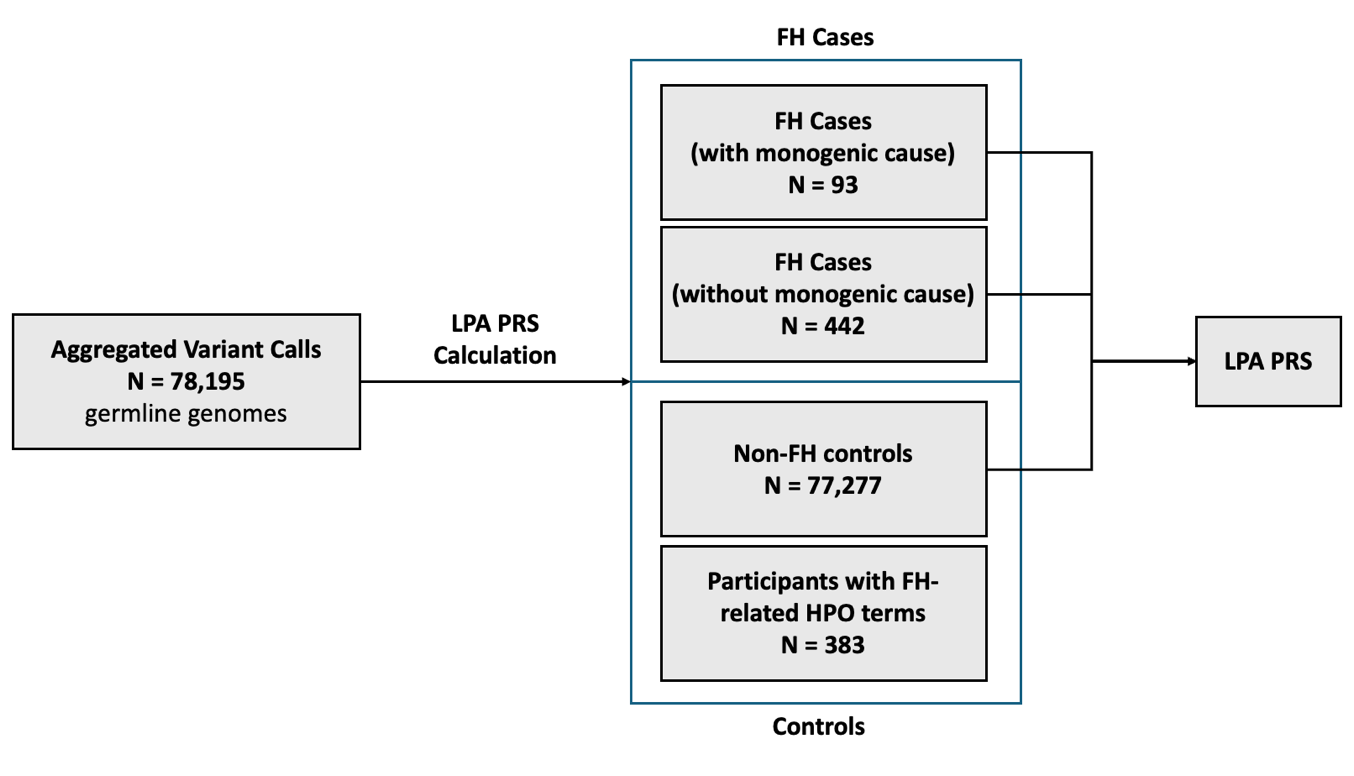 FH Cases
FH Cases
(with monogenic cause)
N = 93
FH Cases
(without monogenic cause)
N = 442
Aggregated Variant Calls
N = 78,195
germline genomes
LPA PRS
Calculation
LPA PRS
Non-FH controls
N = 77,277
Participants with FH-
related HPO terms
N = 383
Controls